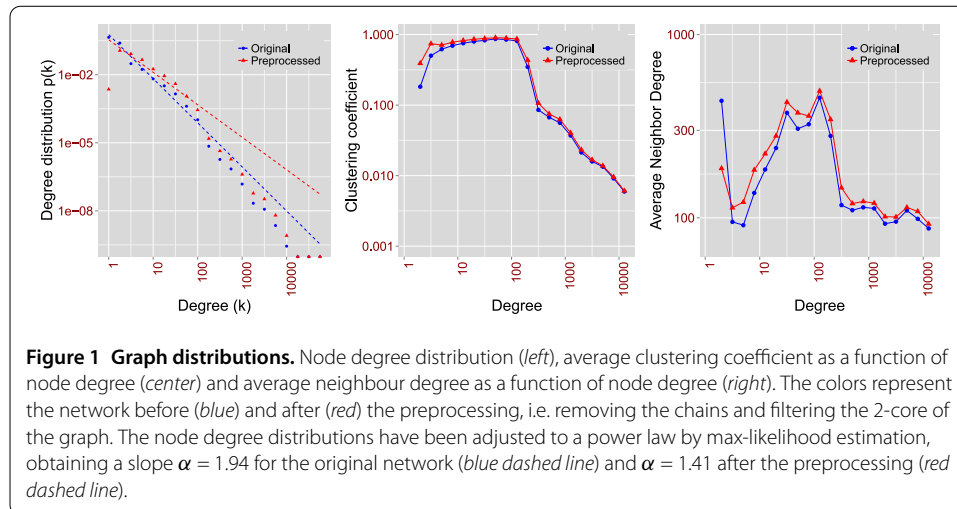 Original
Preprocessed
1e−02
1e−05
1e−08
Degree distribution p(k)
1
10
100
1000
10000
Degree (k)
Original
Preprocessed
1.000
0.100
0.010
0.001
Clustering coefficient
1
10
100
1000
10000
Degree
Original
Preprocessed
1000
300
100
Average Neighbor Degree
1
10
100
1000
10000
Degree
Figure 1 Graph distributions. Node degree distribution (left), average clustering coefficient as a function of
node degree (center) and average neighbour degree as a function of node degree (right). The colors represent
the network before (blue) and after (red) the preprocessing, i.e. removing the chains and filtering the 2-core of
the graph. The node degree distributions have been adjusted to a power law by max-likelihood estimation,
obtaining a slope α = 1.94 for the original network (blue dashed line) and α = 1.41 after the preprocessing (red
dashed line).